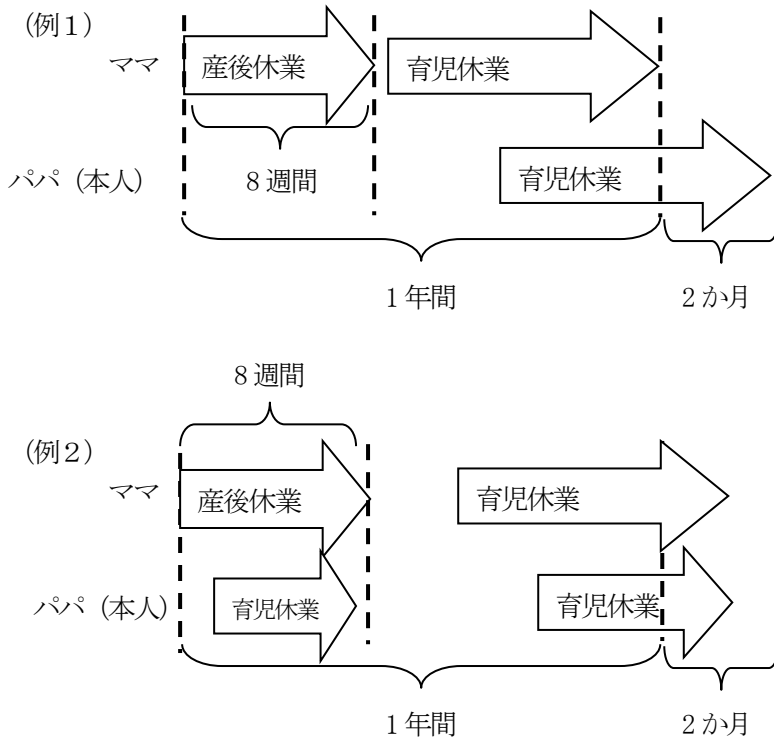 (例１)
ママ
産後休業
育児休業
パパ（本人）
８週間
育児休業
１年間
２か月
８週間
(例２)
ママ
産後休業
育児休業
パパ（本人）
育児休業
育児休業
１年間
２か月